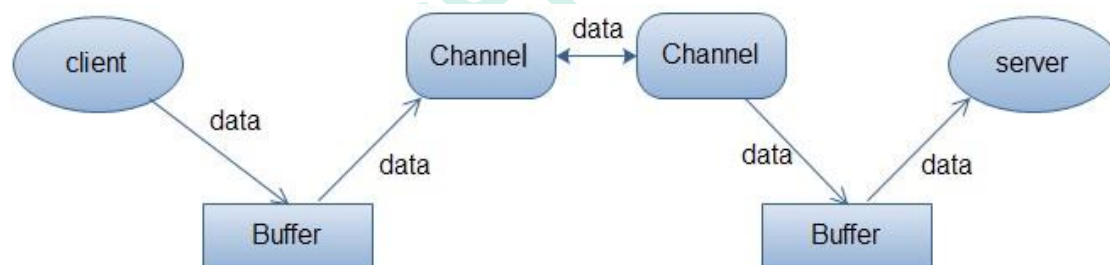 client
data
Buffer
data
Channel
data
Channel
data
Buffer
data
server